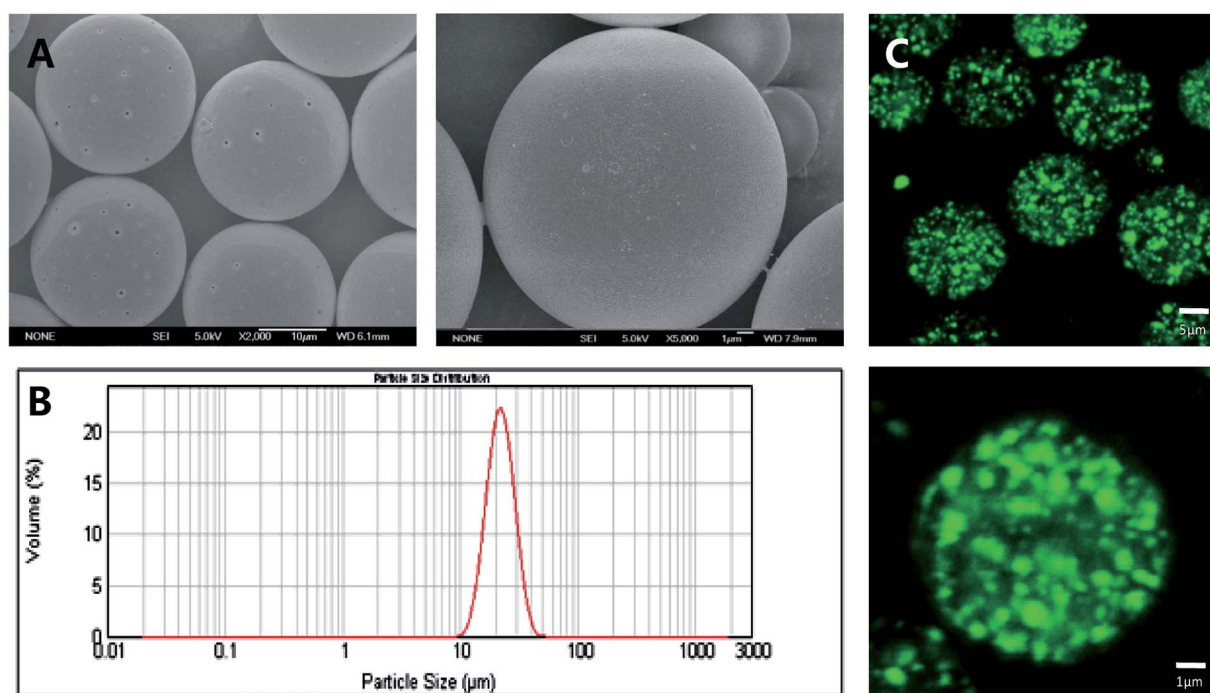 A
NONE SEI 5.0kV X2,000 10µm WD 6.1mm
NONE SEI 5.0kV X5,000 1µm WD 7.9mm
C
5µm
B
Particle Size Distribution
Volume (%)
20
15
10
5
0
0.01 0.1 1 10 100 1000 3000
Particle Size (µm)
1µm